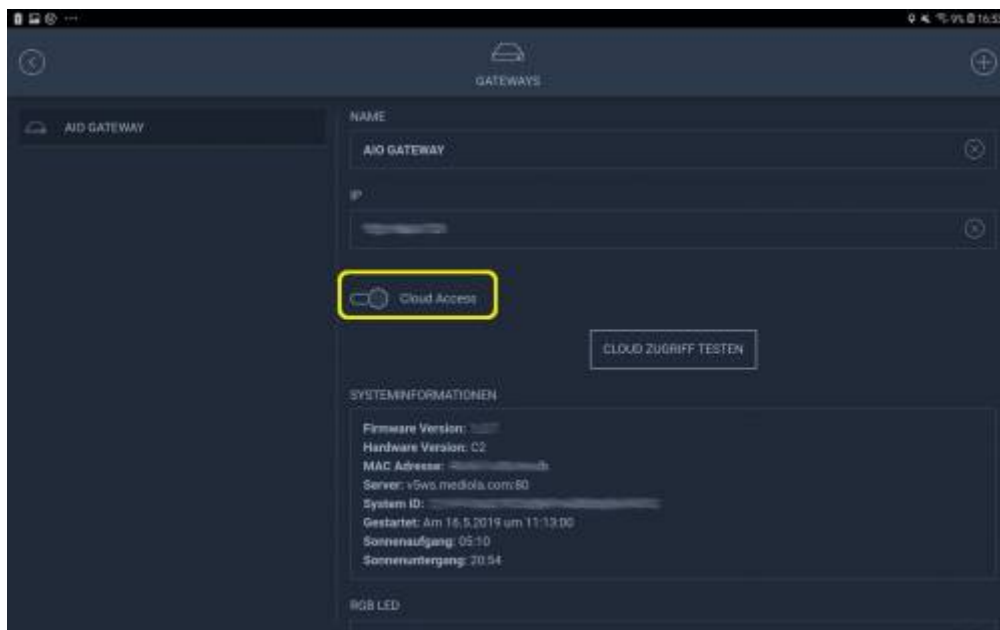 GATEWAYS
AIO GATEWAY
NAME
AIO GATEWAY
IP
Cloud Access
CLOUD ZUGRIFF TESTEN
SYSTEMINFORMATIONEN
Firmware Version:
Hardware Version: C2
MAC Adresse:
Server: v5ws.mediola.com:80
System ID:
Gestartet: Am 16.5.2019 um 11:13:00
Sonnenaufgang: 05:10
Sonnenuntergang: 20:54
RGB LED